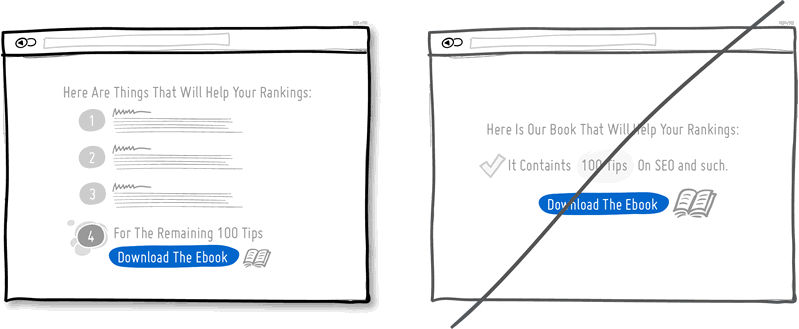 Here Are Things That Will Help Your Rankings:
1
2
3
4
For The Remaining 100 Tips
Download The Ebook
Here Is Our Book That Will Help Your Rankings:
It Containts 100 Tips On SEO and such.
Download The Ebook